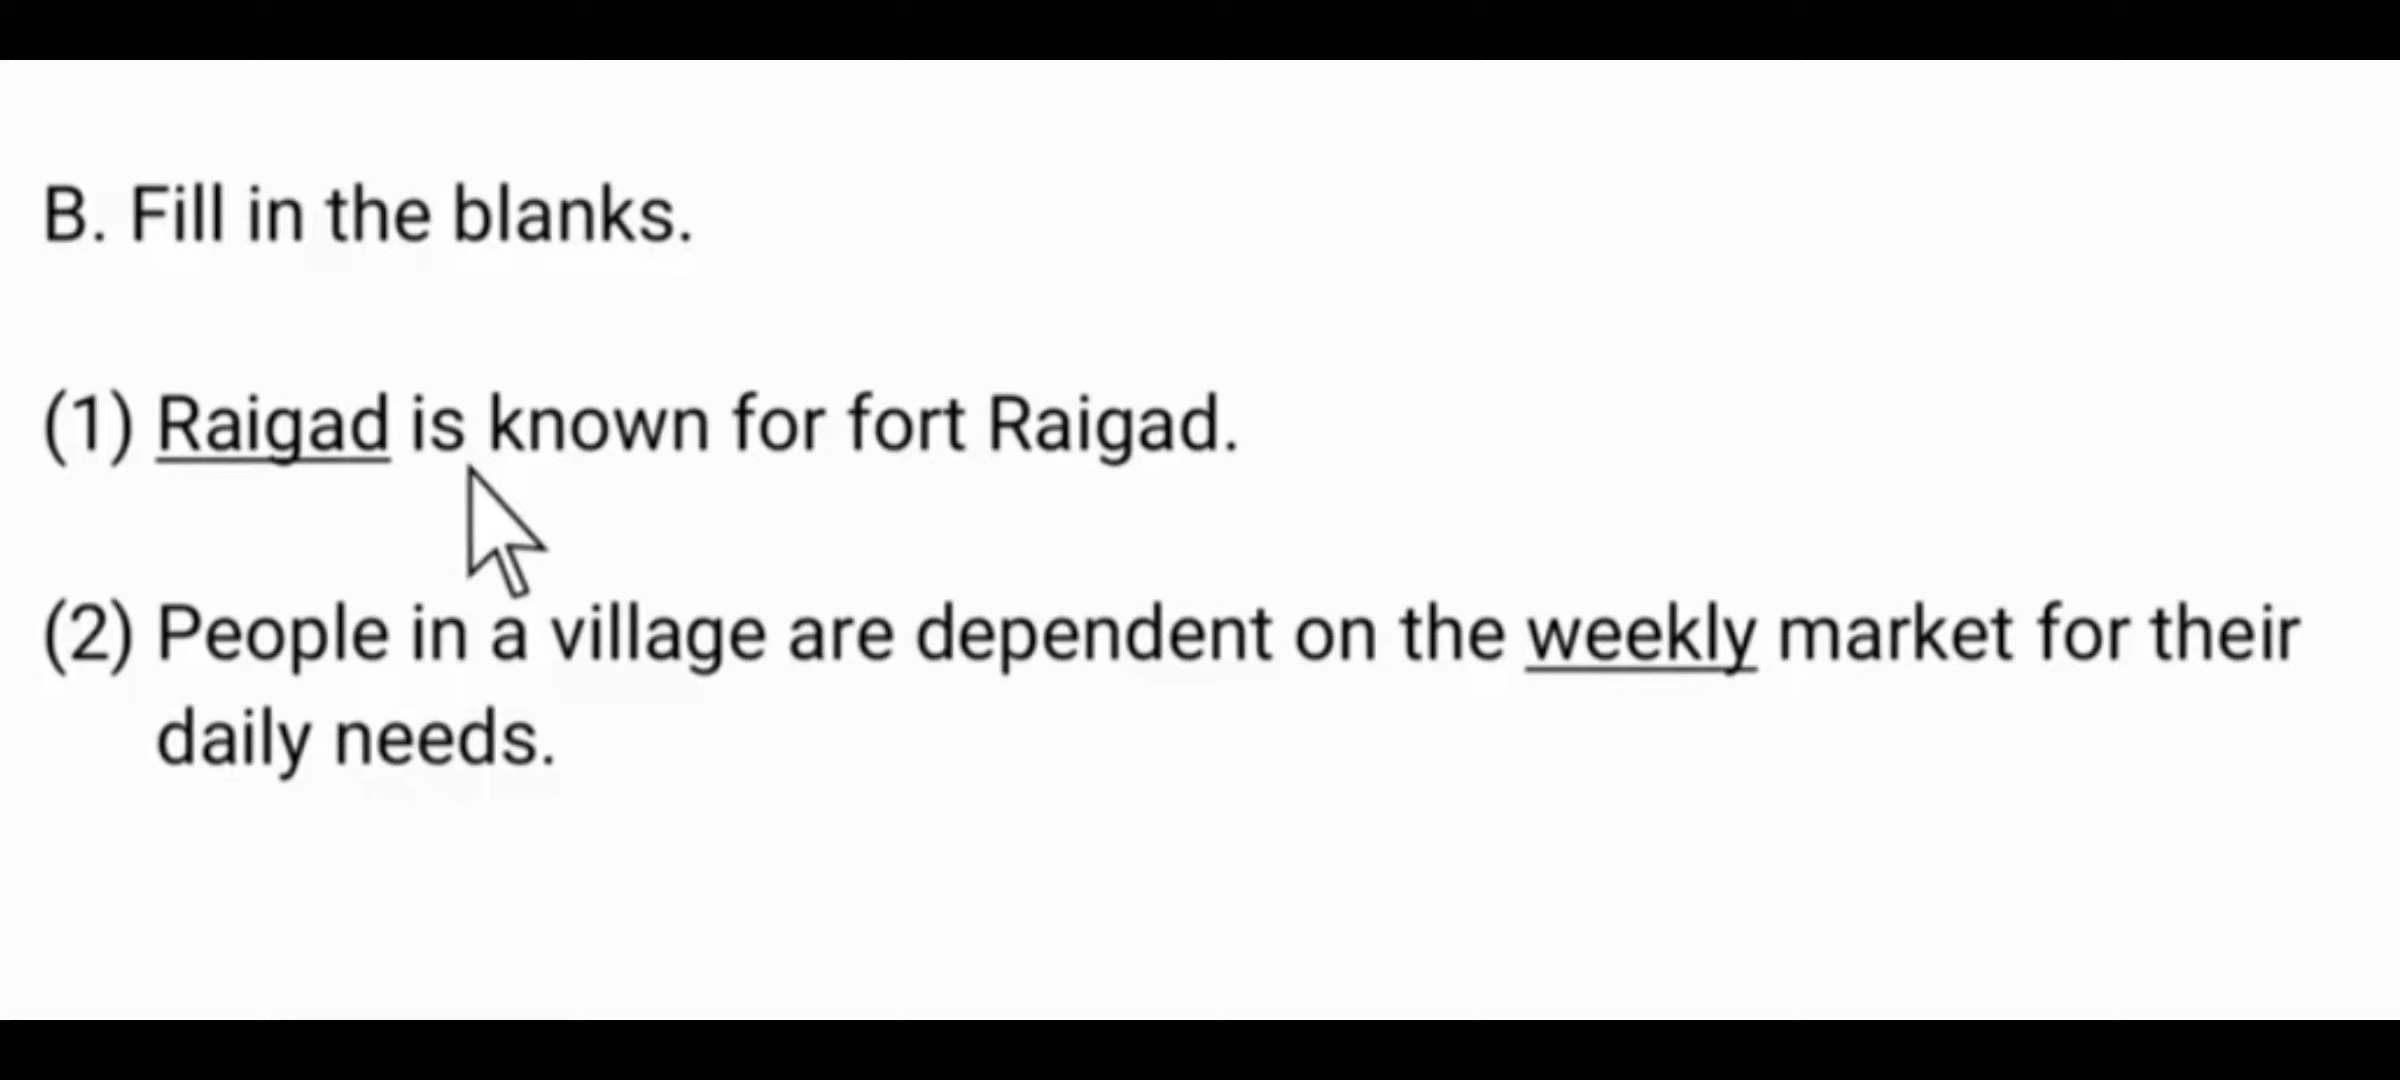 B. Fill in the blanks.
(1) Raigad is known for fort Raigad.
(2) People in a village are dependent on the weekly market for their
daily needs.